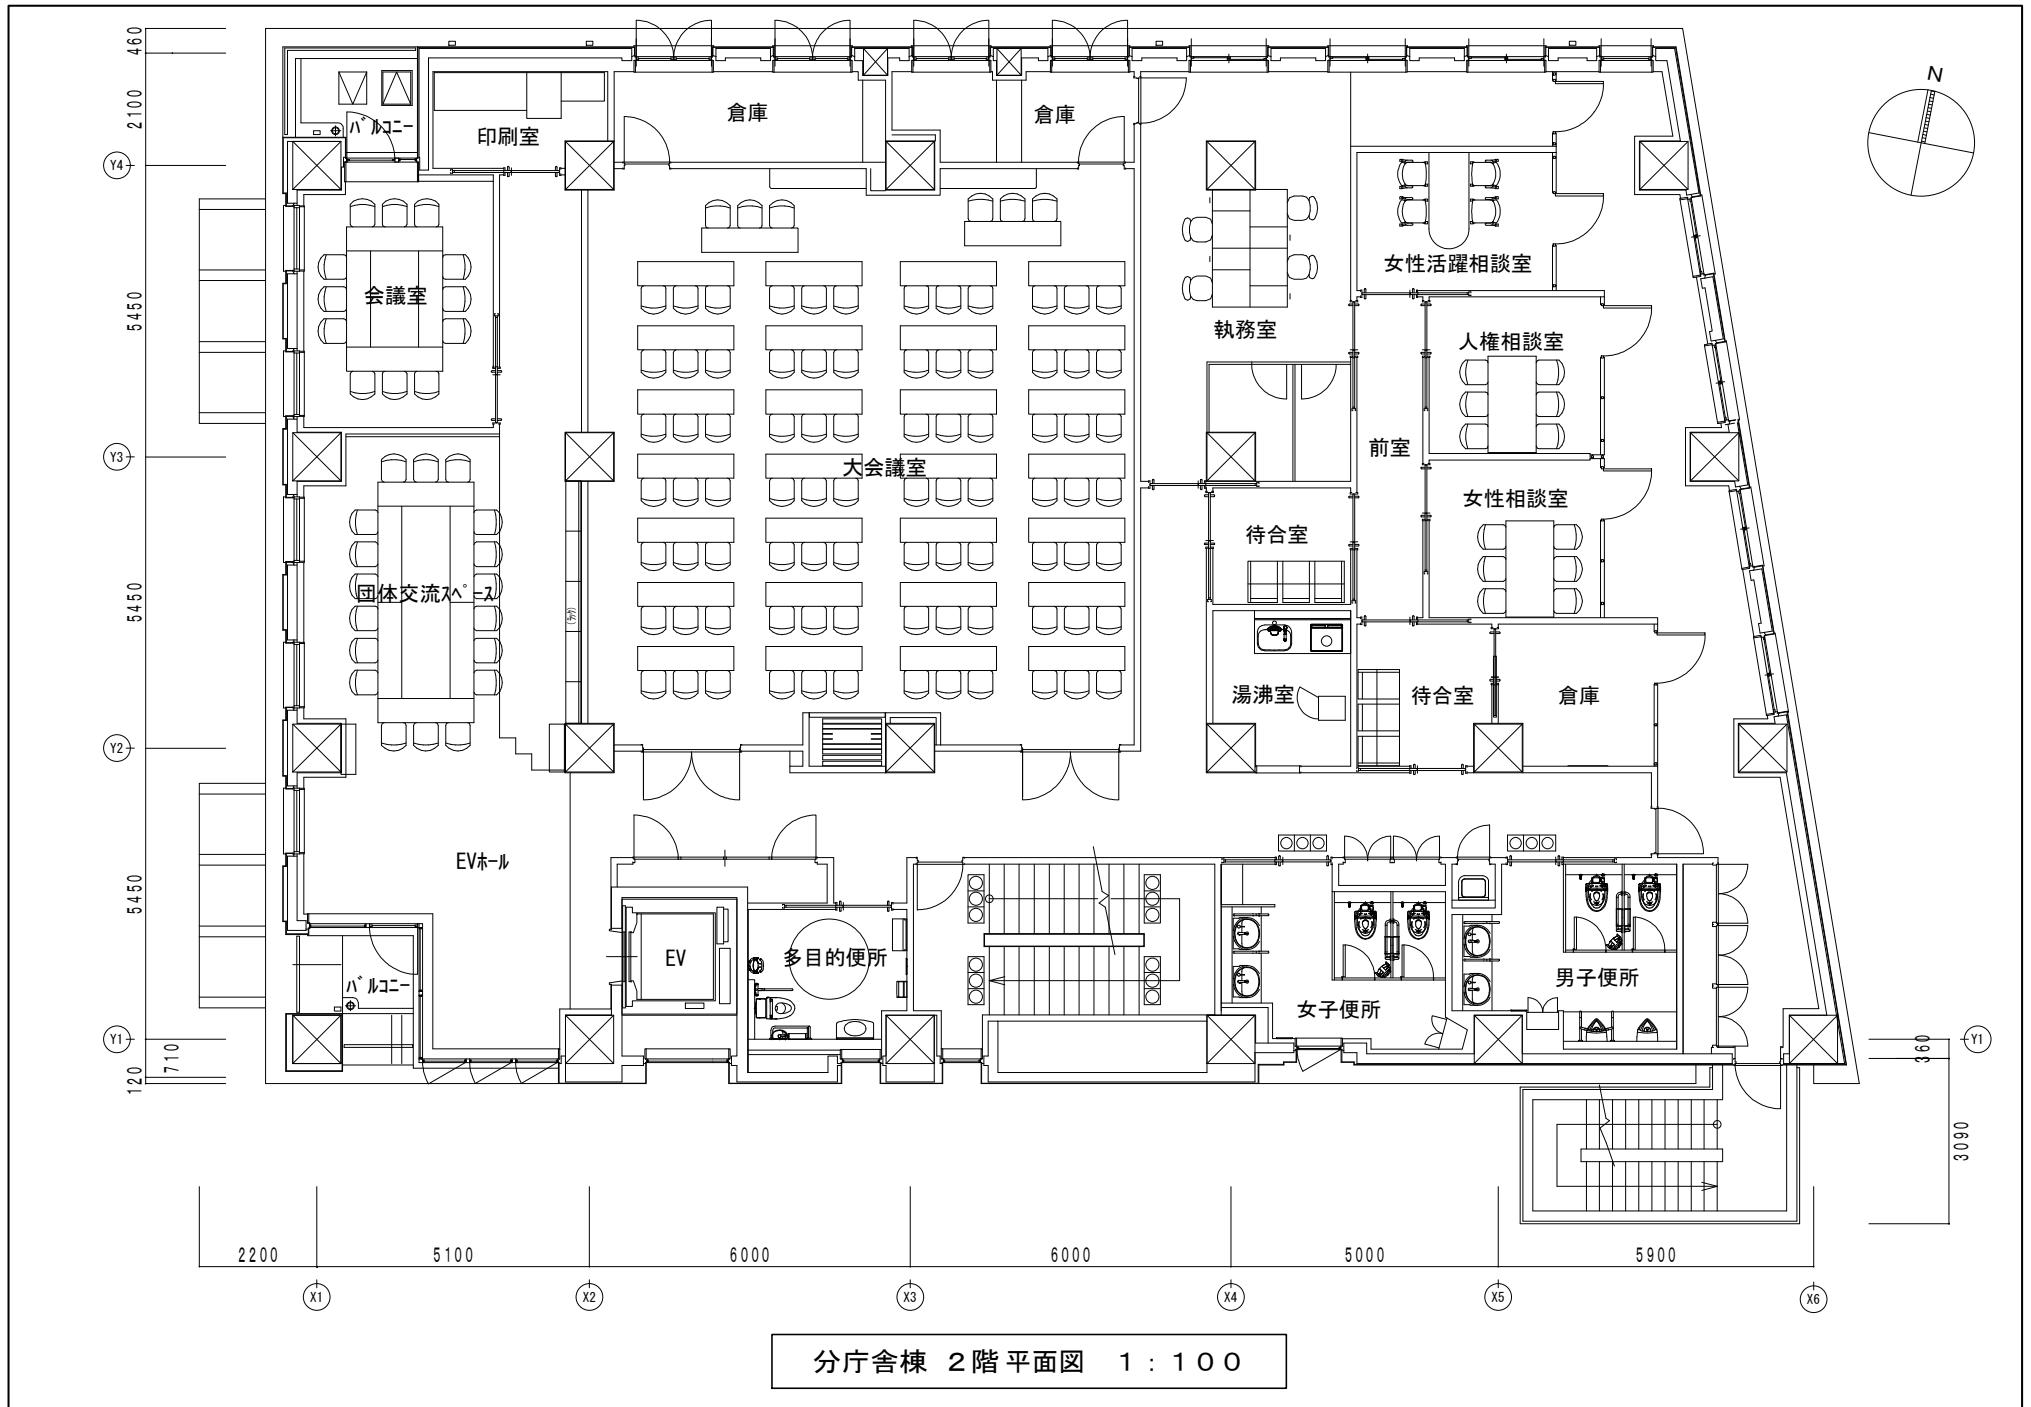 460
2100
5450
5450
5450
710
120
Y4
Y3
Y2
Y1
N
バルコニー
印刷室
倉庫
倉庫
会議室
女性活躍相談室
執務室
人権相談室
前室
大会議室
女性相談室
待合室
団体交流スペース
湯沸室
待合室
倉庫
EVホール
EV
多目的便所
バルコニー
女子便所
男子便所
Y1
360
3090
2200
5100
6000
6000
5000
5900
X1
X2
X3
X4
X5
X6
分庁舎棟 2階平面図 1:100